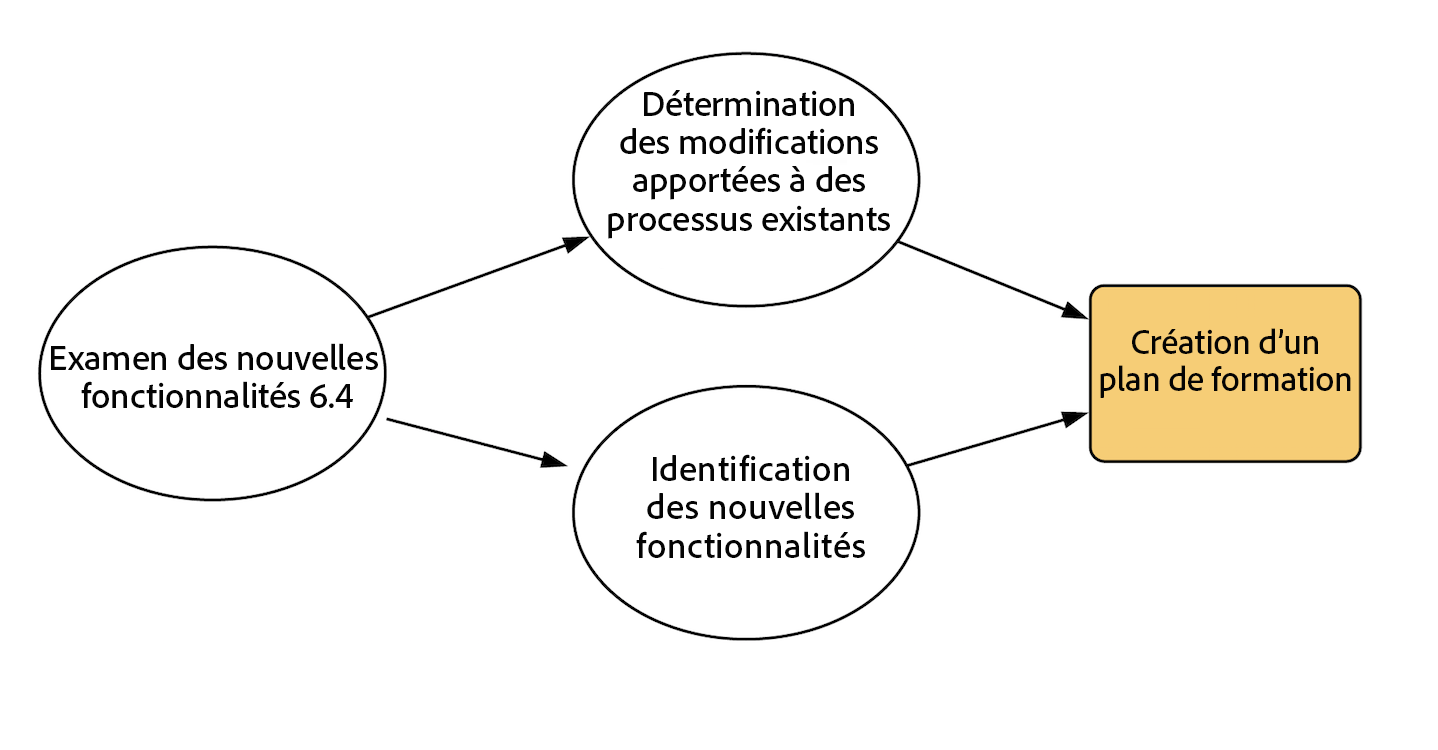 Examen des nouvelles
fonctionnalités 6.4
Détermination
des modifications
apportées à des
processus existants
Identification
des nouvelles
fonctionnalités
Création d’un
plan de formation